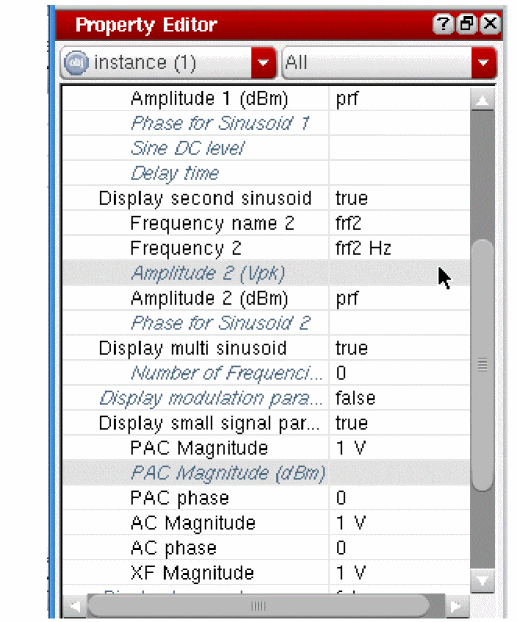 Property Editor
instance (1) All
Amplitude 1 (dBm) prf
Phase for Sinusoid 1
Sine DC level
Delay time
Display second sinusoid true
Frequency name 2 frf2
Frequency 2 frf2 Hz
Amplitude 2 (Vpk)
Amplitude 2 (dBm) prf
Phase for Sinusoid 2
Display multi sinusoid true
Number of Frequenci... 0
Display modulation para... false
Display small signal par... true
PAC Magnitude 1 V
PAC Magnitude (dBm)
PAC phase 0
AC Magnitude 1 V
AC phase 0
XF Magnitude 1 V